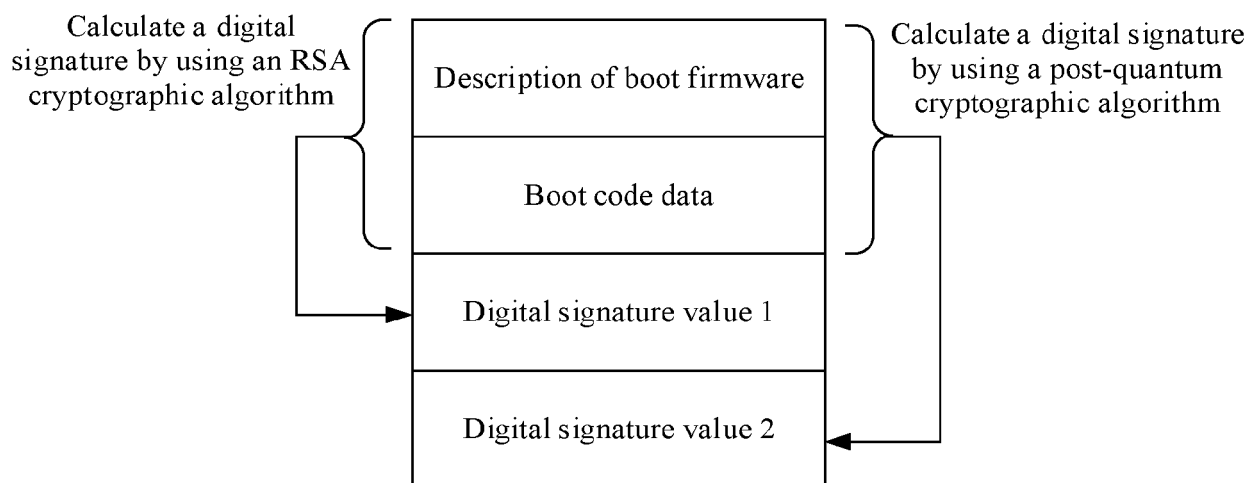 Calculate a digital
signature by using an RSA
cryptographic algorithm
Description of boot firmware
Calculate a digital signature
by using a post-quantum
cryptographic algorithm
Boot code data
Digital signature value 1
Digital signature value 2